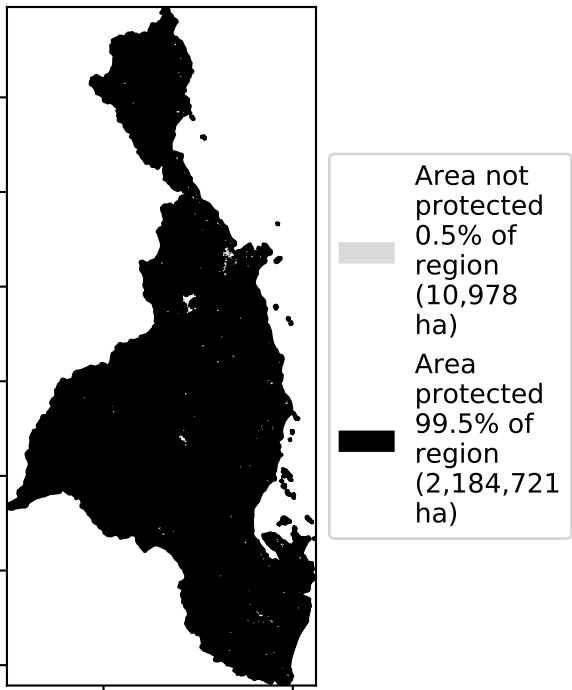 Area not
protected
0.5% of
region
(10,978
ha)
Area
protected
99.5% of
region
(2,184,721
ha)